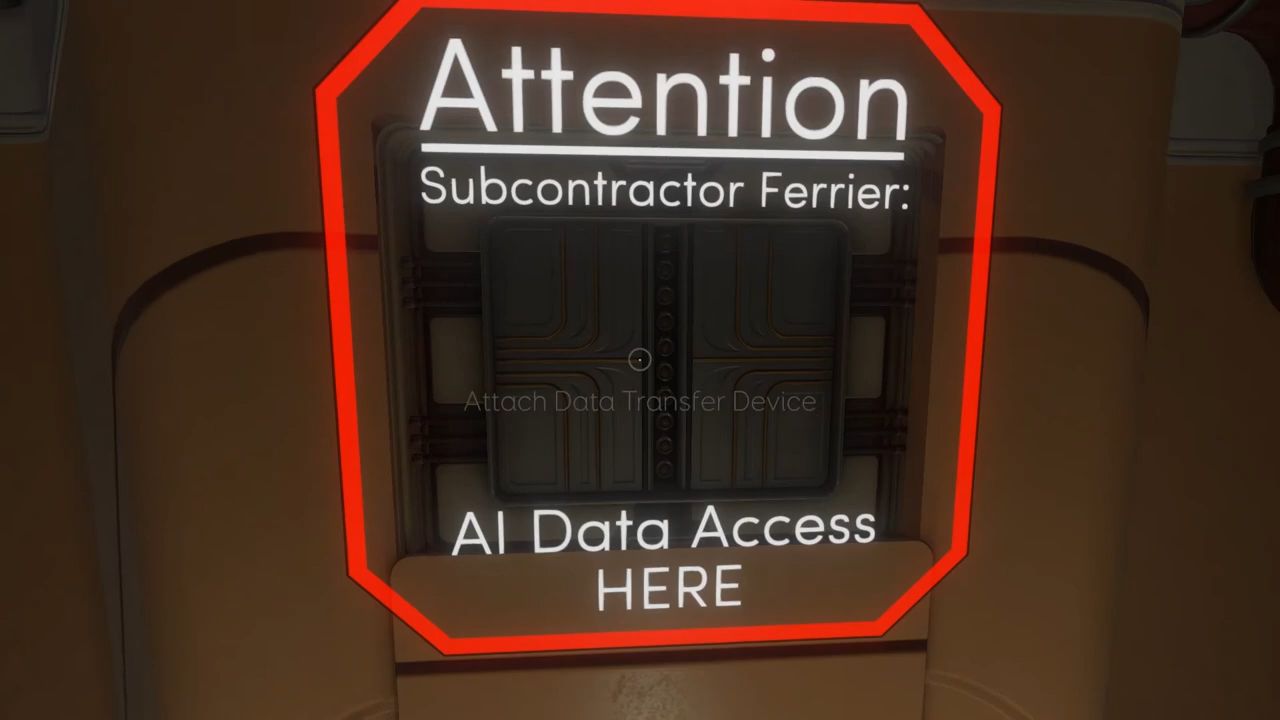 Attention
Subcontractor Ferrier:
Attach Data Transfer Device
AI Data Access
HERE